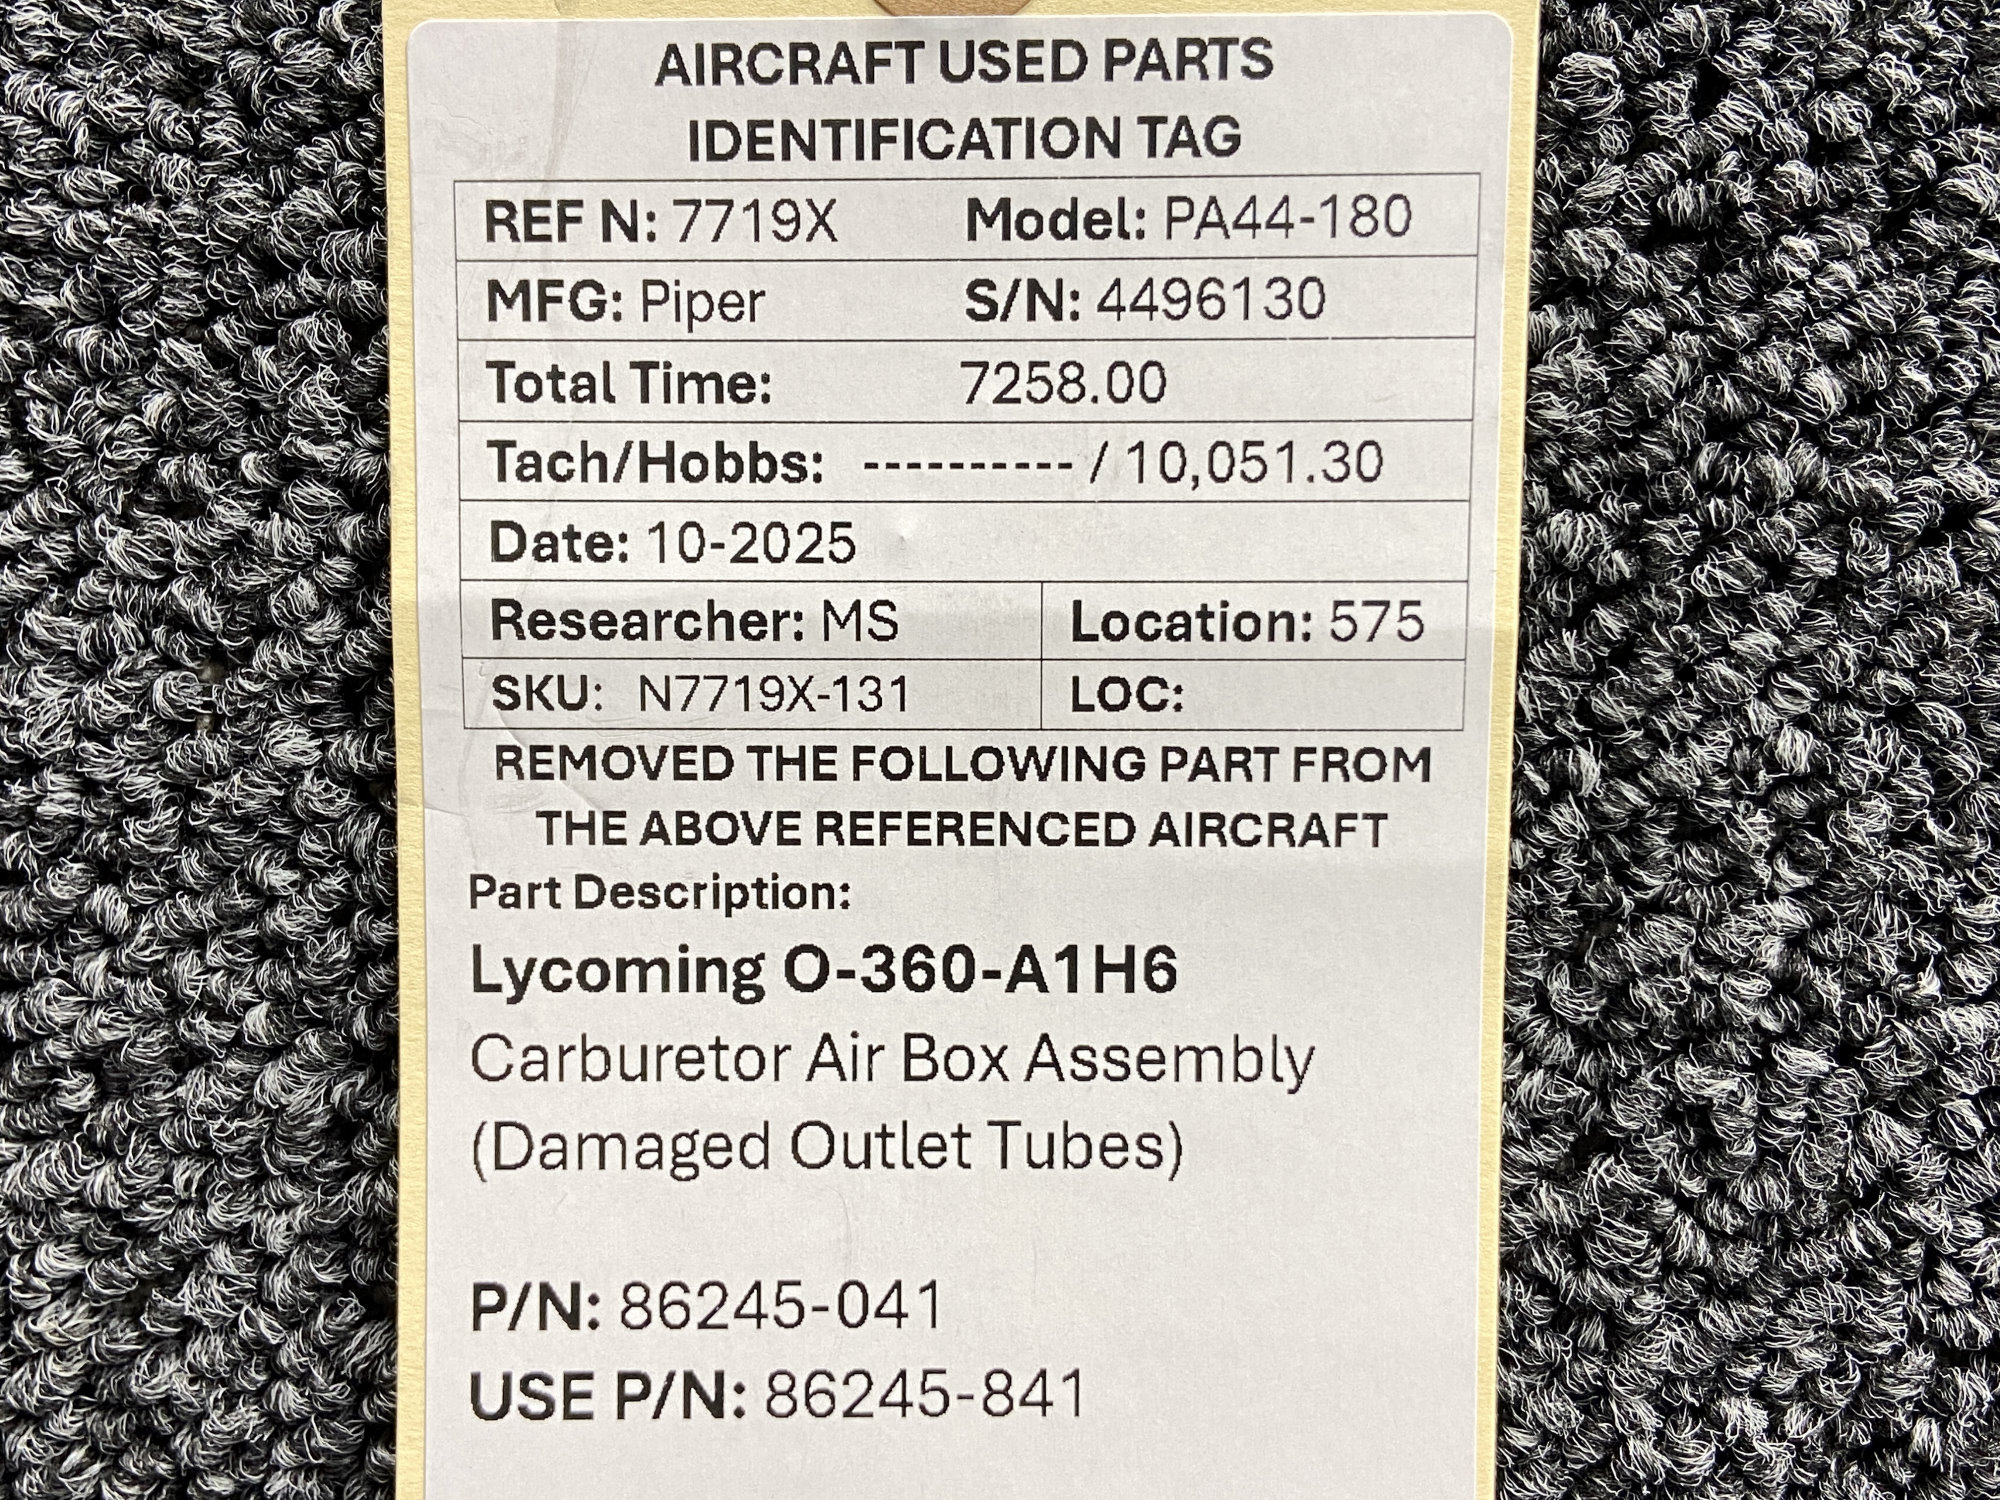 AIRCRAFT USED PARTS
IDENTIFICATION TAG
REF N: 7719X Model: PA44-180
MFG: Piper S/N: 4496130
Total Time: 7258.00
Tach/Hobbs: ---------- / 10,051.30
Date: 10-2025
Researcher: MS Location: 575
SKU: N7719X-131 LOC:
REMOVED THE FOLLOWING PART FROM
THE ABOVE REFERENCED AIRCRAFT
Part Description:
Lycoming O-360-A1H6
Carburetor Air Box Assembly
(Damaged Outlet Tubes)
P/N: 86245-041
USE P/N: 86245-841